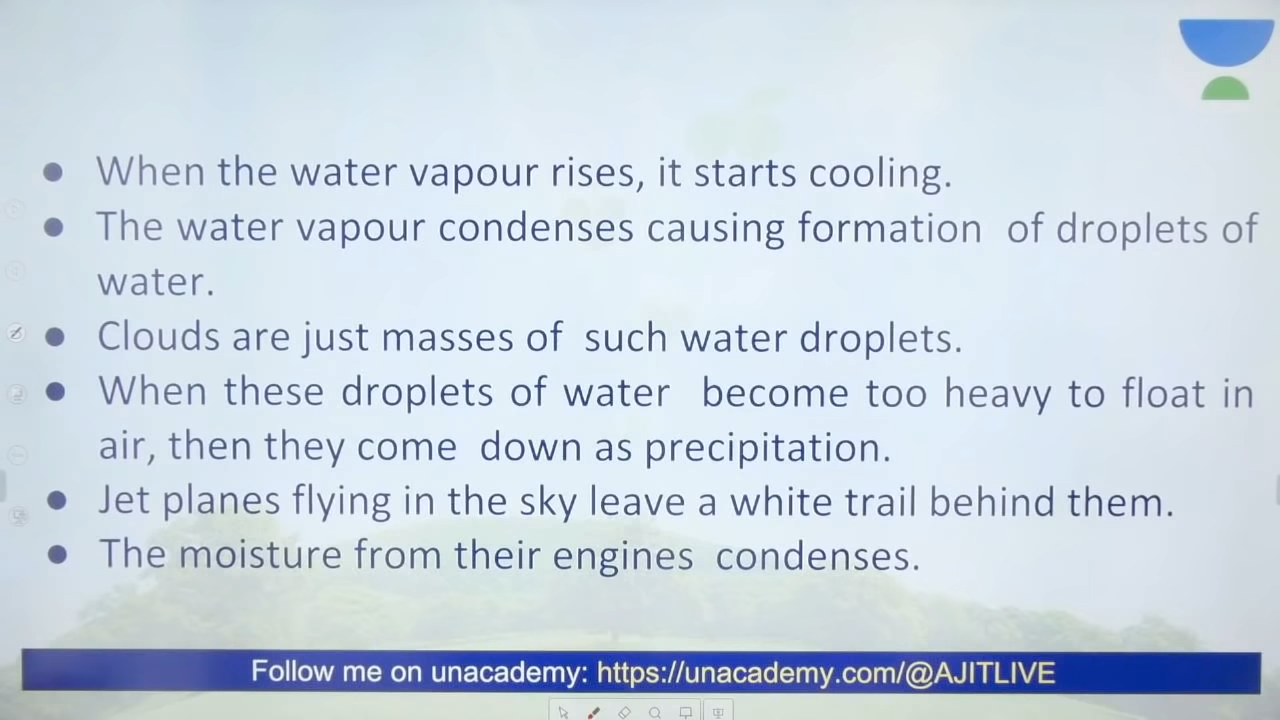 ● When the water vapour rises, it starts cooling.
● The water vapour condenses causing formation of droplets of
water.
● Clouds are just masses of such water droplets.
● When these droplets of water become too heavy to float in
air, then they come down as precipitation.
● Jet planes flying in the sky leave a white trail behind them.
● The moisture from their engines condenses.
Follow me on unacademy: https://unacademy.com/@AJITLIVE